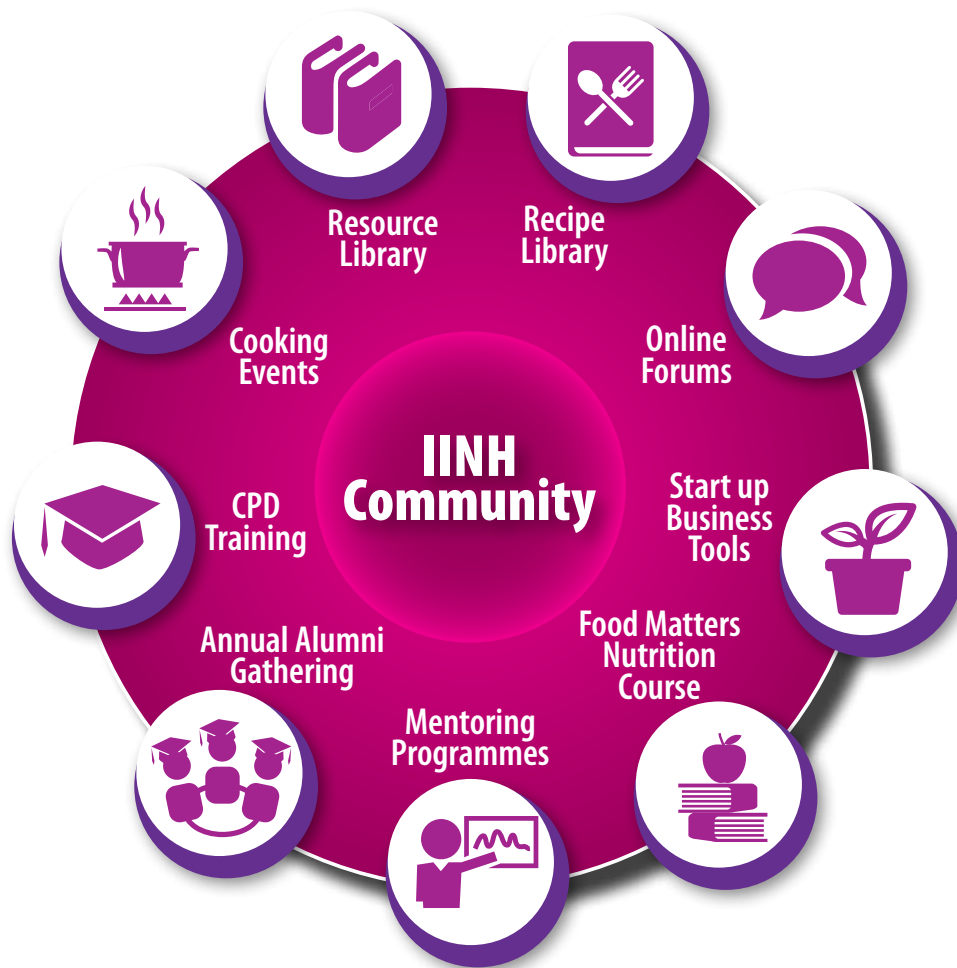 Resource
Library
Recipe
Library
Online
Forums
Start up
Business
Tools
Food Matters
Nutrition
Course
Mentoring
Programmes
Annual Alumni
Gathering
CPD
Training
Cooking
Events
IINH
Community